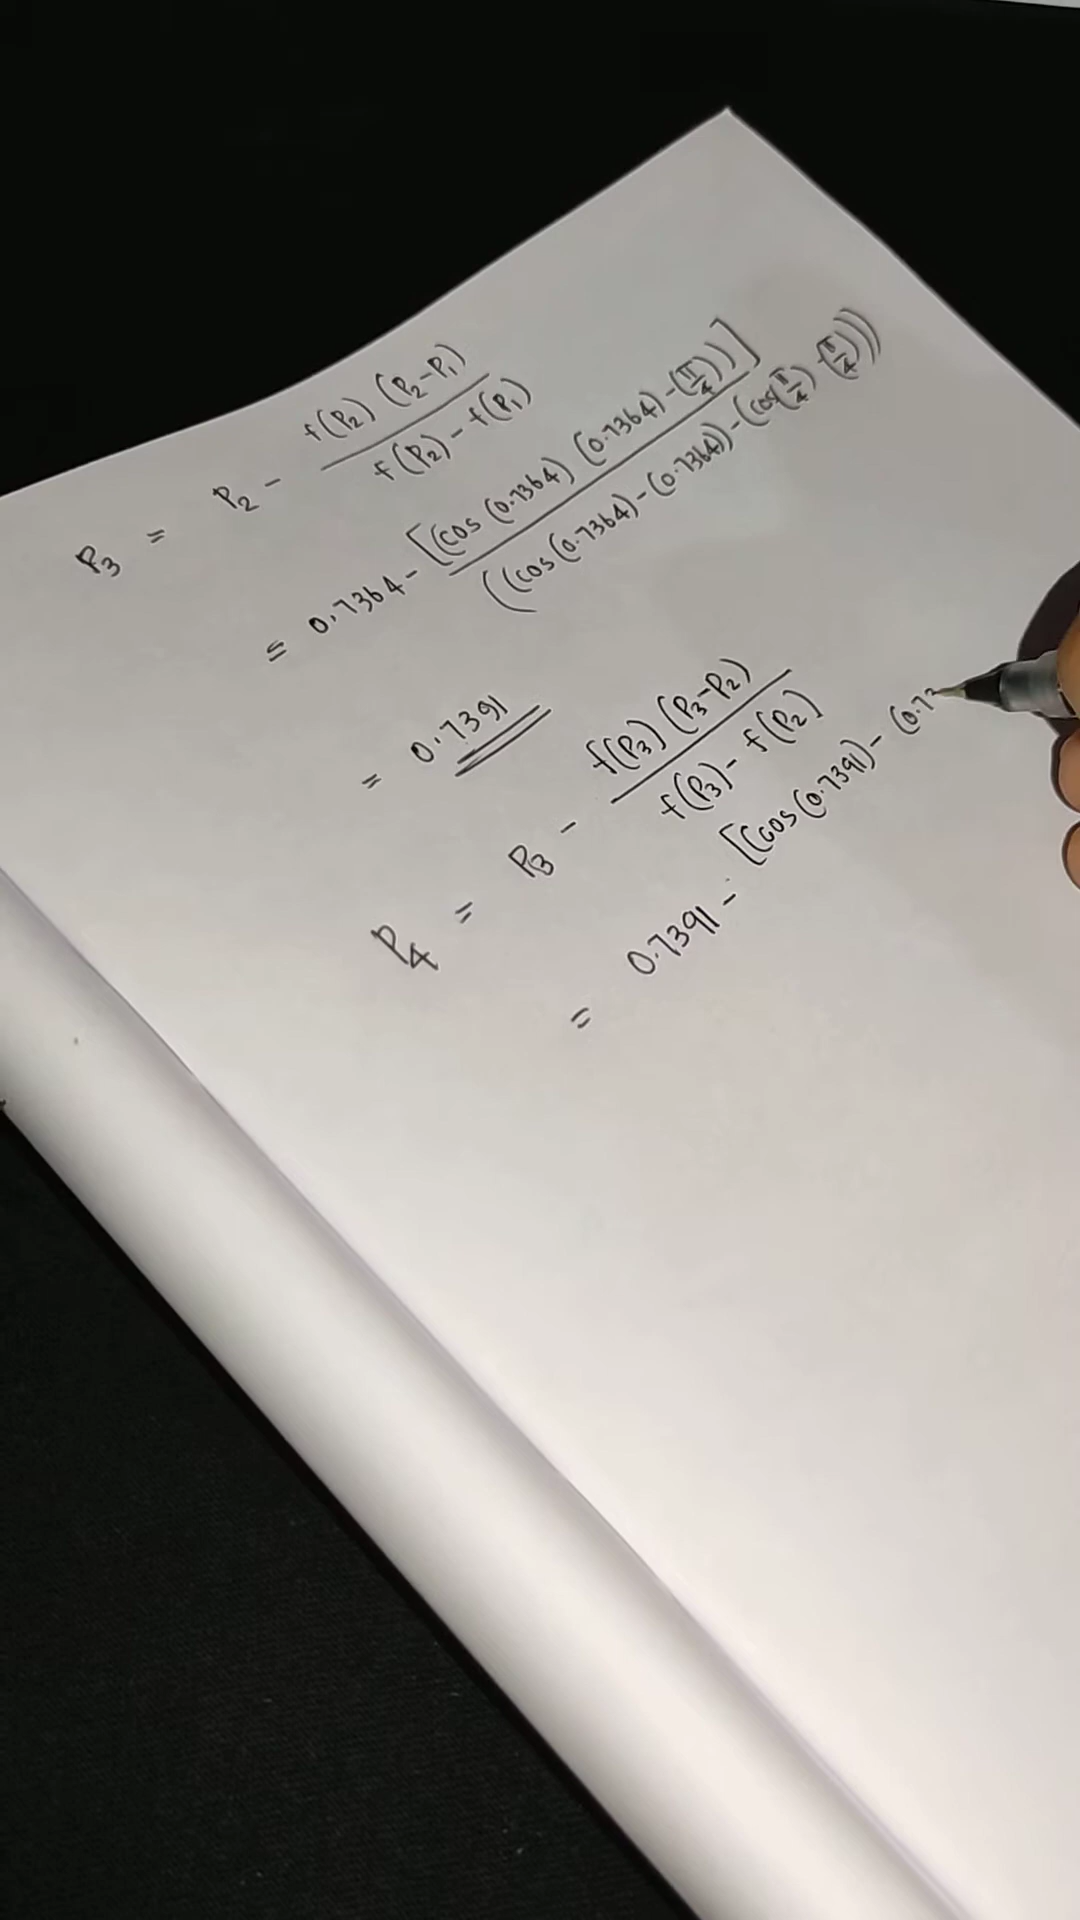 P₃ = P₂ - f(P₂) (P₂-P₁) / f(P₂) - f(P₁)
= 0.7364 - [(cos (0.7364) (0.7364) - (π/4))] / ((cos (0.7364) - (0.7364)) - (cos(π/4) - (π/4)))
= 0.7391
P₄ = P₃ - f(P₃) (P₃-P₂) / f(P₃) - f(P₂)
= 0.7391 - [(cos (0.7391) - (0.73